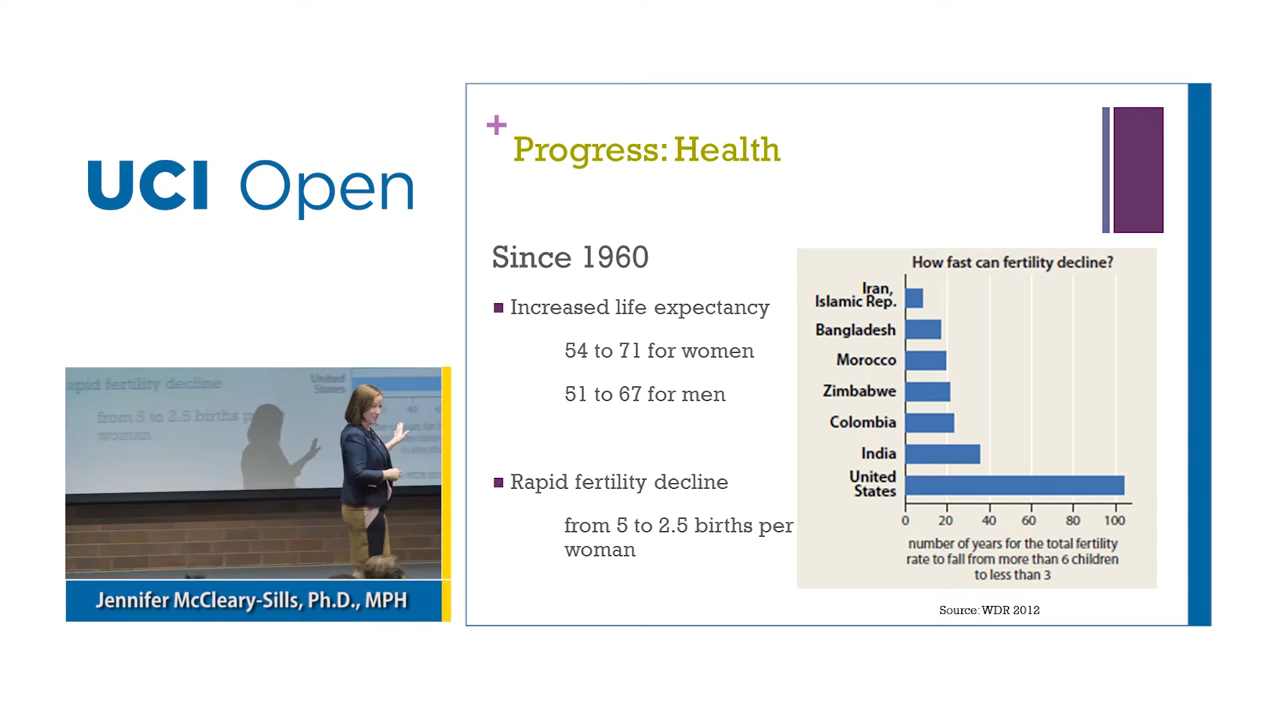 UCI Open
+
Progress: Health
Since 1960
Increased life expectancy
54 to 71 for women
51 to 67 for men
Rapid fertility decline
from 5 to 2.5 births per
woman
How fast can fertility decline?
Iran,
Islamic Rep.
Bangladesh
Morocco
Zimbabwe
Colombia
India
United
States
0 20 40 60 80 100
number of years for the total fertility
rate to fall from more than 6 children
to less than 3
Source: WDR 2012
apid fertility decline
from 5 to 2.5 births p
woman
United
States
Jennifer McCleary-Sills, Ph.D., MPH